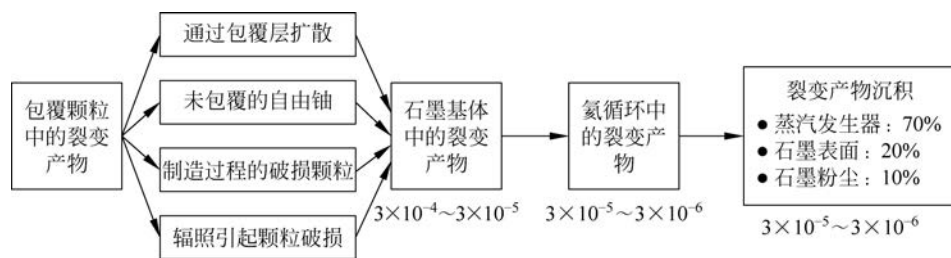 包覆颗粒
中的裂变
产物
通过包覆层扩散
未包覆的自由铀
制造过程的破损颗粒
辐照引起颗粒破损
石墨基体
中的裂变
产物
3×10⁻⁴~3×10⁻⁵
氦循环中
的裂变产
物
3×10⁻⁵~3×10⁻⁶
裂变产物沉积
● 蒸汽发生器：70%
● 石墨表面：20%
● 石墨粉尘：10%
3×10⁻⁵~3×10⁻⁶